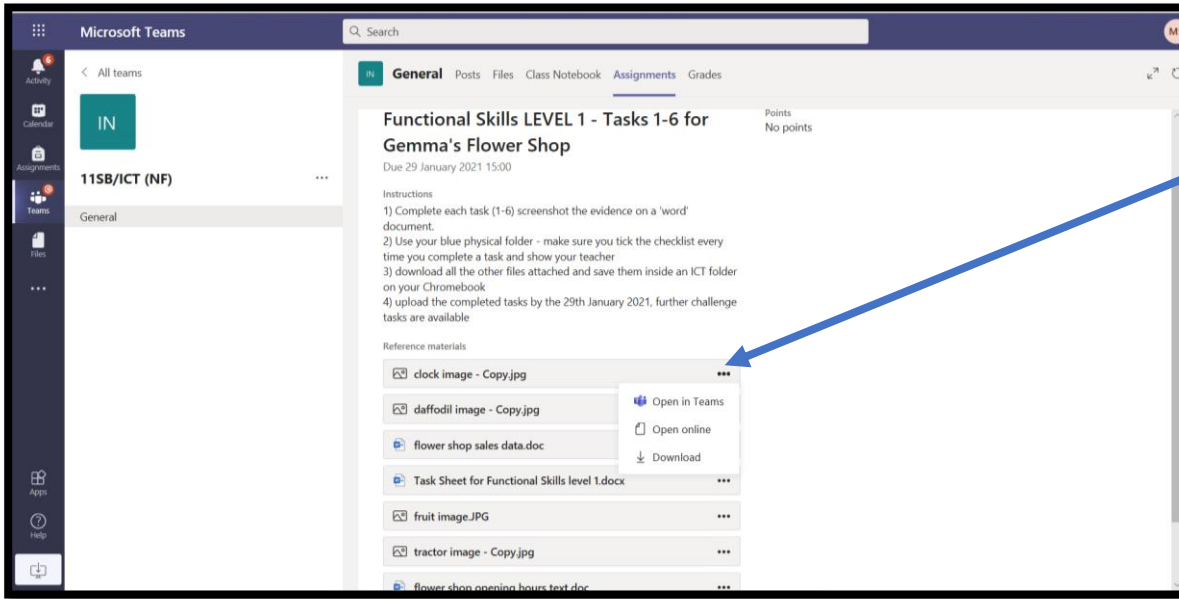 Microsoft Teams
Search
M
6
Activity
Calendar
Assignments
Teams
Files
Apps
Help
All teams
IN
11SB/ICT (NF)
General
IN General Posts Files Class Notebook Assignments Grades
Functional Skills LEVEL 1 - Tasks 1-6 for
Gemma's Flower Shop
Due 29 January 2021 15:00
Points
No points
Instructions
1) Complete each task (1-6) screenshot the evidence on a 'word'
document.
2) Use your blue physical folder - make sure you tick the checklist every
time you complete a task and show your teacher
3) download all the other files attached and save them inside an ICT folder
on your Chromebook
4) upload the completed tasks by the 29th January 2021, further challenge
tasks are available
Reference materials
clock image - Copy.jpg
daffodil image - Copy.jpg
flower shop sales data.doc
Task Sheet for Functional Skills level 1.docx
fruit image.JPG
tractor image - Copy.jpg
flower shop opening hours text.doc
Open in Teams
Open online
Download